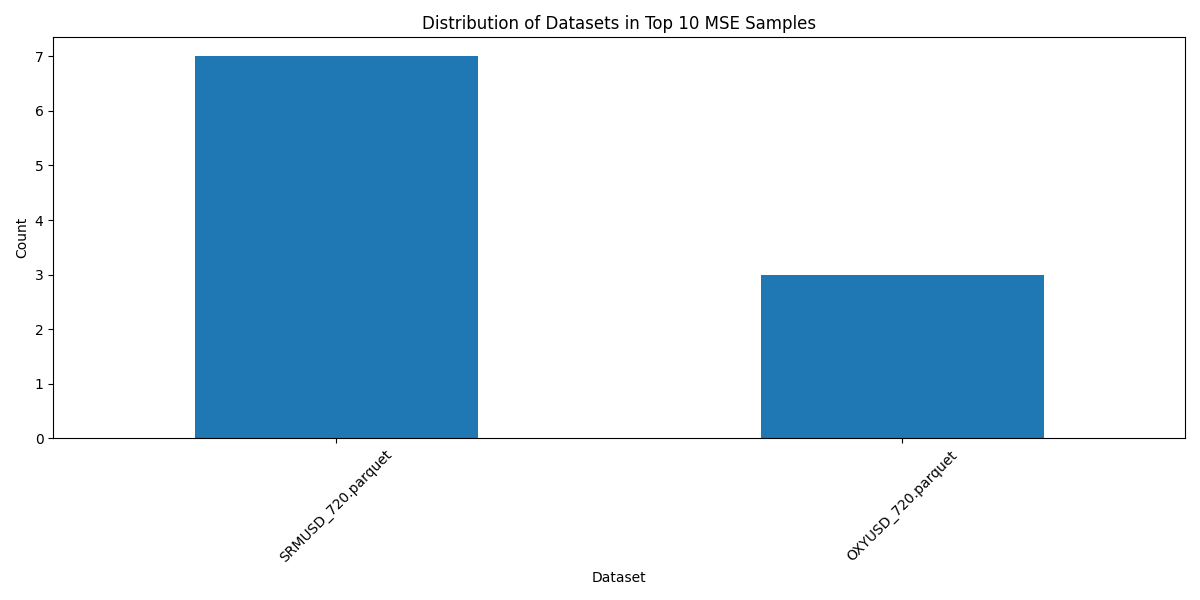 Distribution of Datasets in Top 10 MSE Samples
Count
7
6
5
4
3
2
1
0
SRMUSD_720.parquet
OXYUSD_720.parquet
Dataset